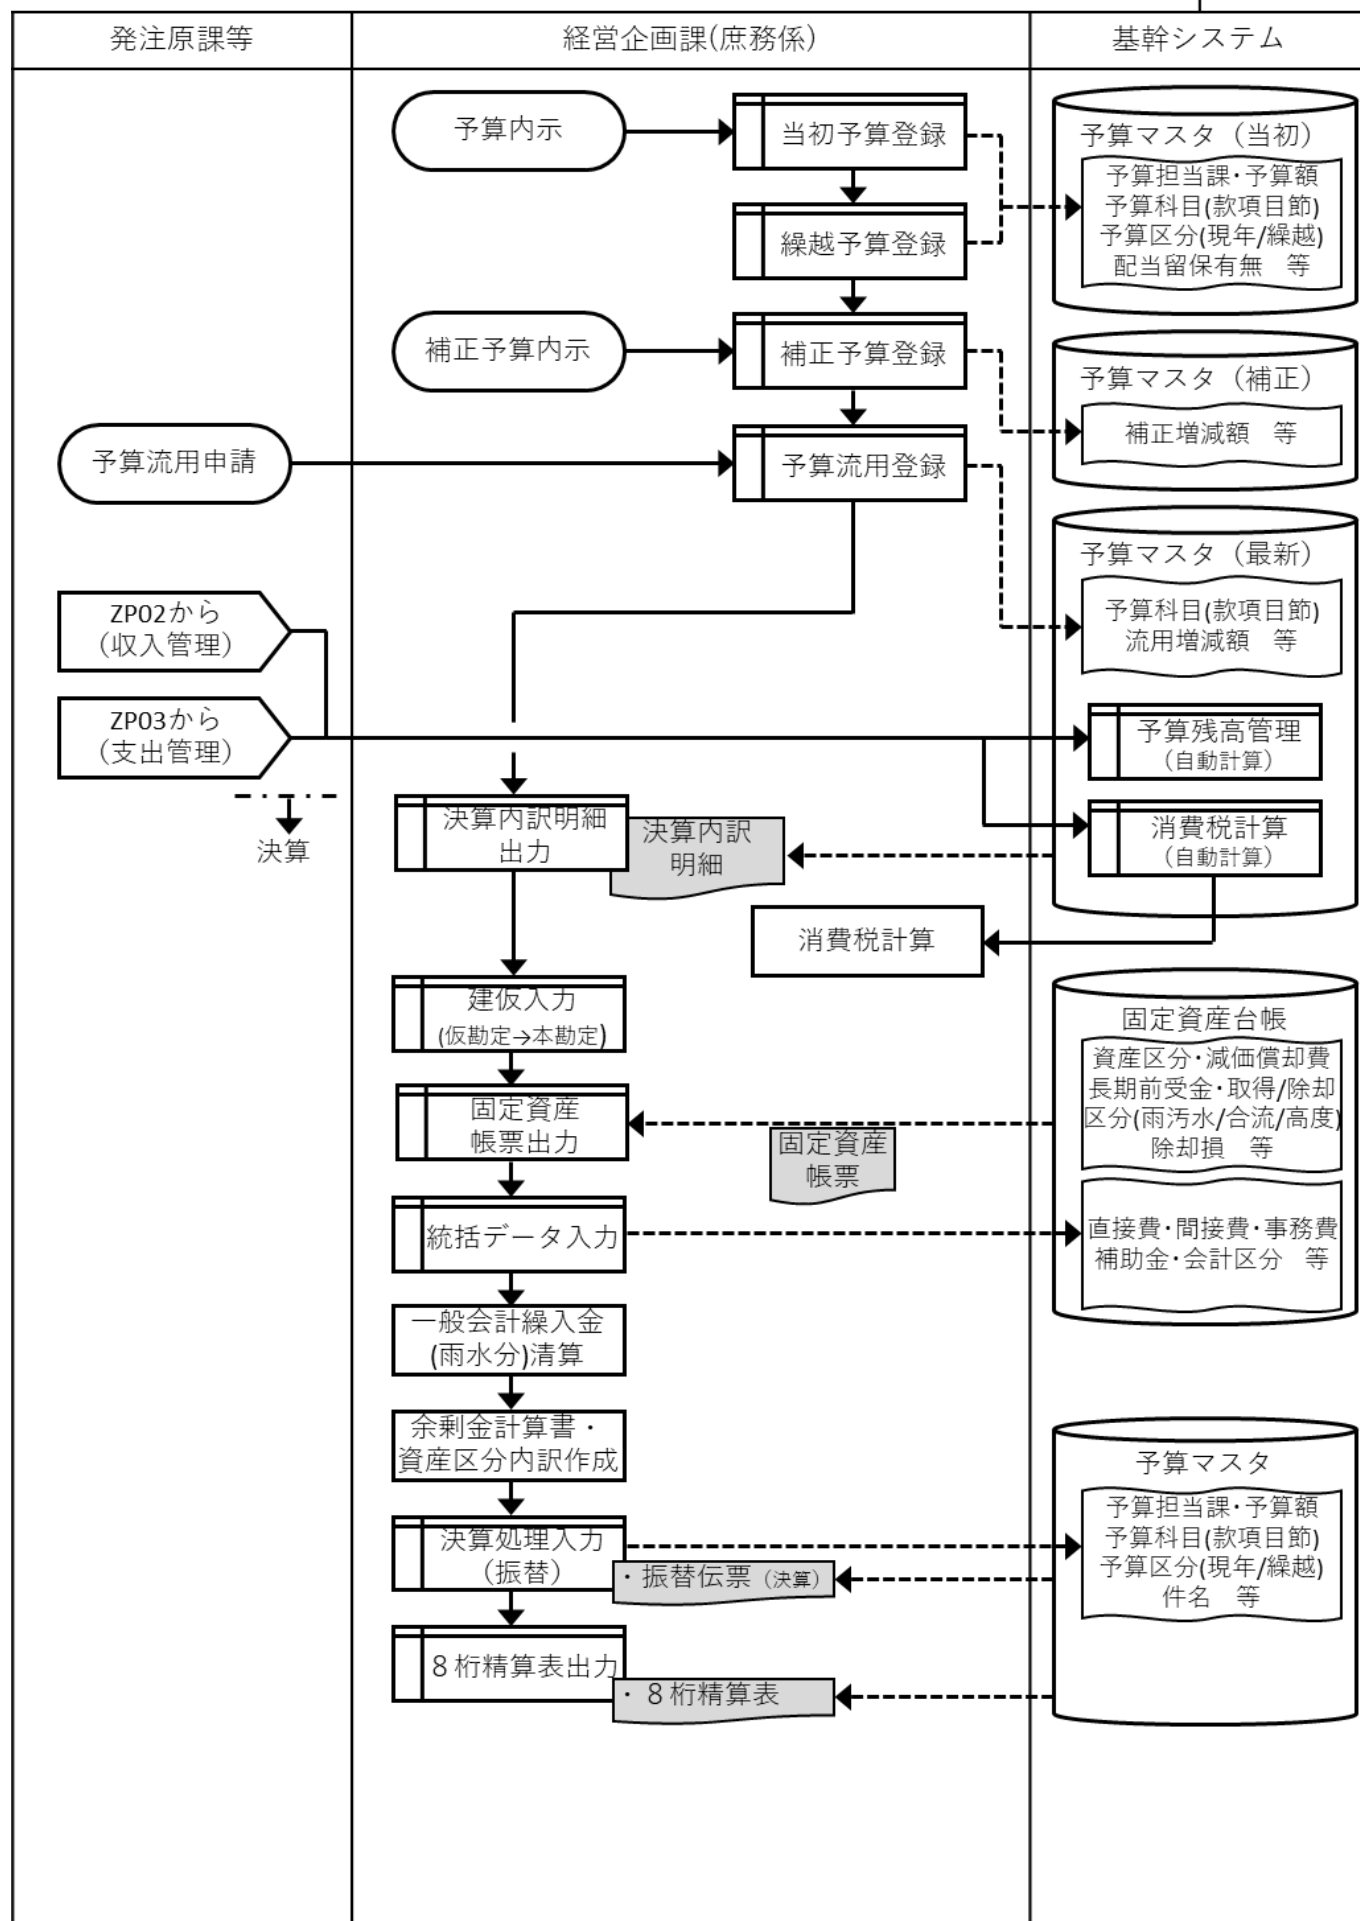 発注原課等
経営企画課(庶務係)
基幹システム
予算内示
当初予算登録
予算マスタ（当初）
予算担当課・予算額
予算科目(款項目節)
予算区分(現年/繰越)
配当留保有無　等
繰越予算登録
補正予算内示
補正予算登録
予算マスタ（補正）
補正増減額　等
予算流用申請
予算流用登録
予算マスタ（最新）
予算科目(款項目節)
流用増減額　等
ZP02から
（収入管理）
ZP03から
（支出管理）
予算残高管理
（自動計算）
決算
決算内訳明細
出力
決算内訳
明細
消費税計算
（自動計算）
消費税計算
建仮入力
(仮勘定→本勘定)
固定資産台帳
資産区分・減価償却費
長期前受金・取得/除却
区分(雨汚水/合流/高度)
除却損　等
固定資産
帳票出力
固定資産
帳票
統括データ入力
直接費・間接費・事務費
補助金・会計区分　等
一般会計繰入金
(雨水分)清算
余剰金計算書・
資産区分内訳作成
予算マスタ
予算担当課・予算額
予算科目(款項目節)
予算区分(現年/繰越)
件名　等
決算処理入力
（振替）
・振替伝票（決算）
８桁精算表出力
・８桁精算表